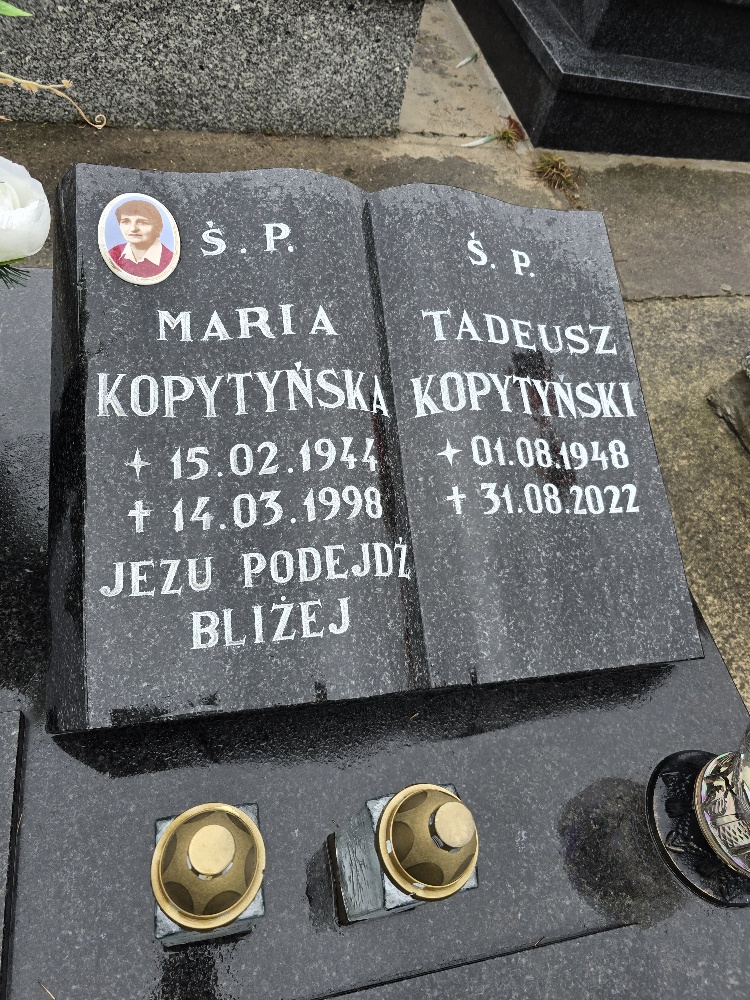 Ś. P.
MARIA
KOPYTYŃSKA
15.02.1944
† 14.03.1998
JEZU PODEJDŹ
BLIŻEJ
Ś. P.
TADEUSZ
KOPYTYŃSKI
01.08.1948
† 31.08.2022